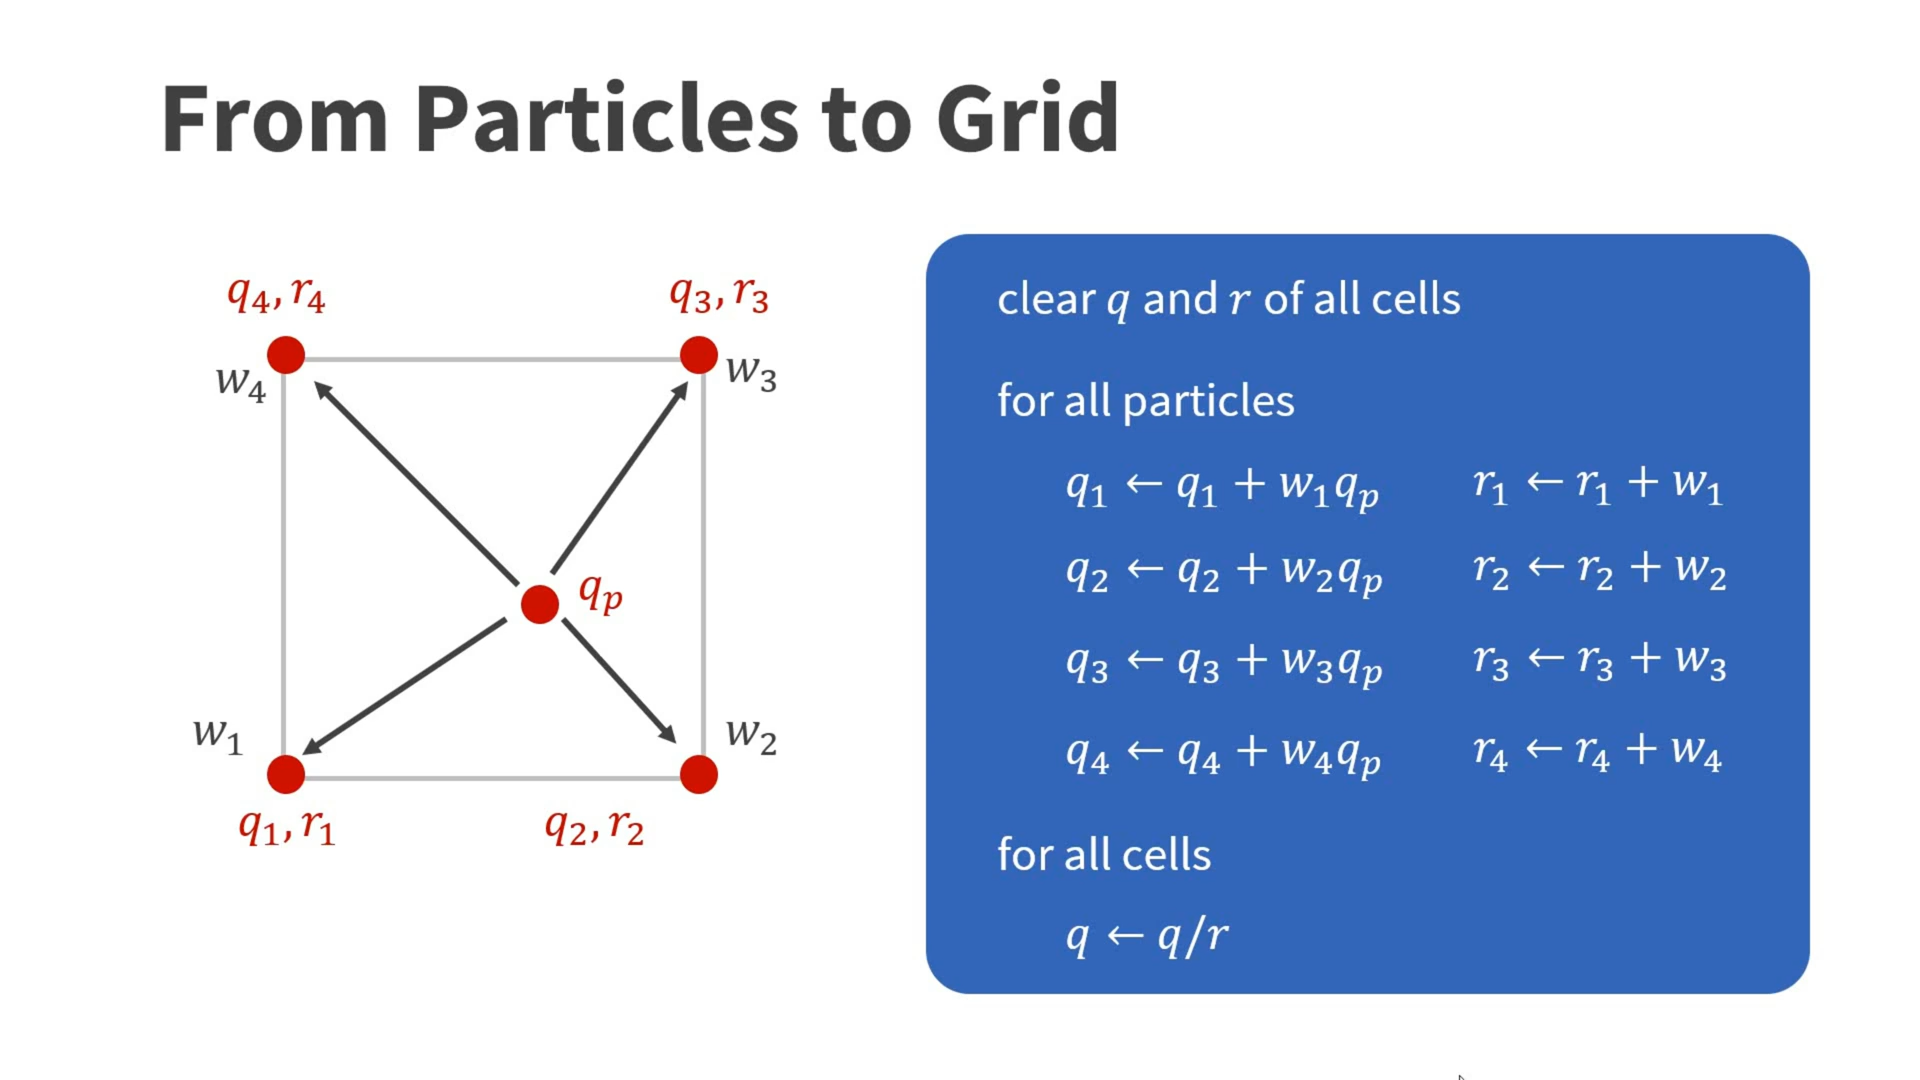 From Particles to Grid
q₄, r₄
q₃, r₃
w₄
w₃
qₚ
w₁
w₂
q₁, r₁
q₂, r₂
clear q and r of all cells
for all particles
q₁ ← q₁ + w₁qₚ r₁ ← r₁ + w₁
q₂ ← q₂ + w₂qₚ r₂ ← r₂ + w₂
q₃ ← q₃ + w₃qₚ r₃ ← r₃ + w₃
q₄ ← q₄ + w₄qₚ r₄ ← r₄ + w₄
for all cells
q ← q/r